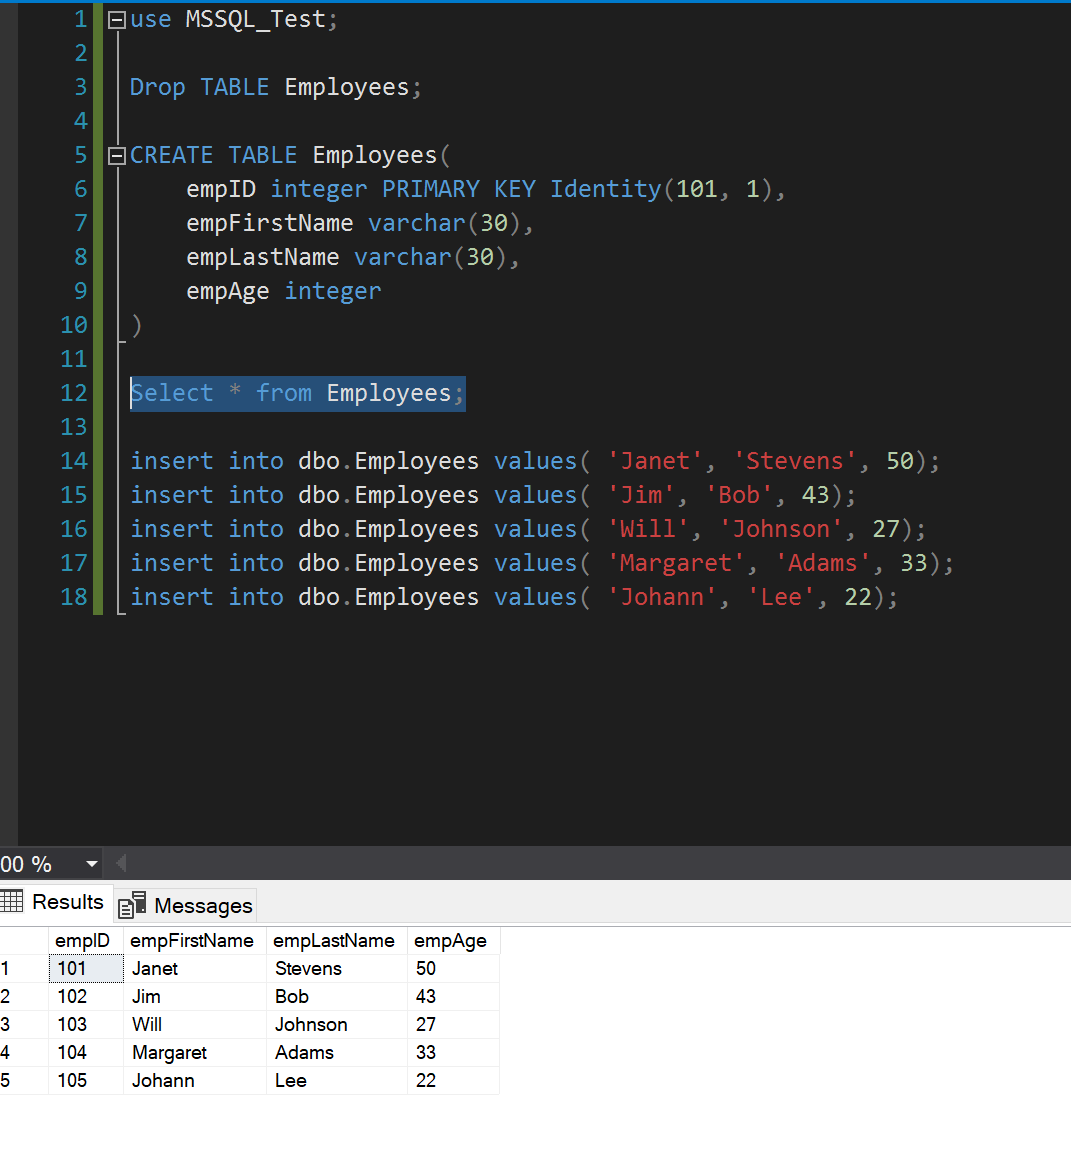 1 use MSSQL_Test;
2
3 Drop TABLE Employees;
4
5 CREATE TABLE Employees(
6 empID integer PRIMARY KEY Identity(101, 1),
7 empFirstName varchar(30),
8 empLastName varchar(30),
9 empAge integer
10 )
11
12 Select * from Employees;
13
14 insert into dbo.Employees values( 'Janet', 'Stevens', 50);
15 insert into dbo.Employees values( 'Jim', 'Bob', 43);
16 insert into dbo.Employees values( 'Will', 'Johnson', 27);
17 insert into dbo.Employees values( 'Margaret', 'Adams', 33);
18 insert into dbo.Employees values( 'Johann', 'Lee', 22);
00 %
Results Messages
empID empFirstName empLastName empAge
1 101 Janet Stevens 50
2 102 Jim Bob 43
3 103 Will Johnson 27
4 104 Margaret Adams 33
5 105 Johann Lee 22